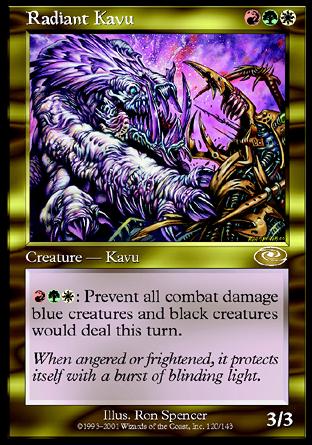 Radiant Kavu
Creature — Kavu
: Prevent all combat damage
blue creatures and black creatures
would deal this turn.
When angered or frightened, it protects
itself with a burst of blinding light.
Illus. Ron Spencer
©1993-2001 Wizards of the Coast, Inc. 120/143
3/3